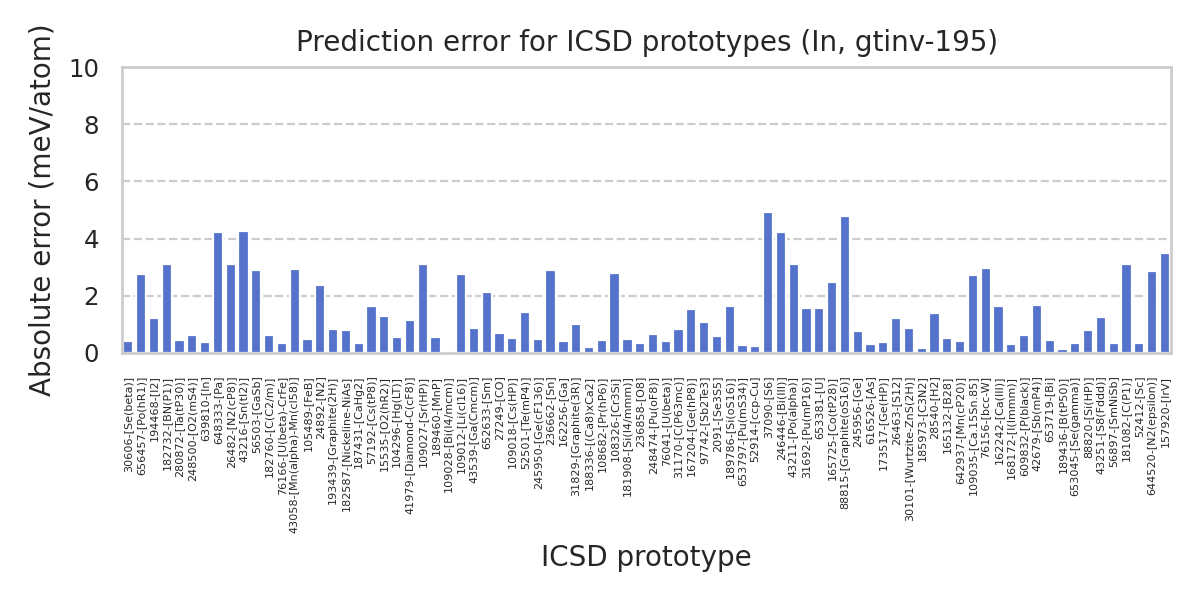 Prediction error for ICSD prototypes (In, gtinv-195)
Absolute error (meV/atom)
10
8
6
4
2
0
306006-[Se(beta)]
656457-[Po(hR1)]
194468-[I2]
182732-[BN(P1)]
280872-[Ta(tP30)]
248500-[O2(mS4)]
639810-[In]
648333-[Pa]
26482-[N2(cP8)]
43216-[Sn(tI2)]
56503-[GaSb]
182760-[C(C2/m)]
76166-[U(beta)-CrFe]
43058-[Mn(alpha)-Mn(cI58)]
105489-[FeB]
24892-[N2]
193439-[Graphite(2H)]
182587-[Nickeline-NiAs]
187431-[CaHg2]
57192-[Cs(tP8)]
15535-[O2(hR2)]
104296-[Hg(LT)]
41979-[Diamond-C(cF8)]
109027-[Sr(HP)]
189460-[MnP]
109028-[Bi(I4/mcm)]
109012-[Li(cI16)]
43539-[Ga(Cmcm)]
652633-[Sm]
27249-[CO]
109018-[Cs(HP)]
52501-[Te(mP4)]
245950-[Ge(cF136)]
236662-[Sn]
162256-[Ga]
31829-[Graphite(3R)]
188336-[(Ca8)xCa2]
108682-[Pr(hP6)]
108326-[Cr3Si]
181908-[Si(I4/mmm)]
236858-[O8]
248474-[Pu(oF8)]
76041-[U(beta)]
31170-[C(P63mc)]
167204-[Ge(hP8)]
97742-[Sb2Te3]
2091-[Se3S5]
189786-[Si(oS16)]
653797-[Pu(mS34)]
52914-[ccp-Cu]
37090-[S6]
246446-[Bi(III)]
43211-[Po(alpha)]
31692-[Pu(mP16)]
653381-[U]
165725-[Co(tP28)]
88815-[Graphite(oS16)]
245956-[Ge]
616526-[As]
173517-[Ge(HP)]
26463-[S12]
30101-[Wurtzite-ZnS(2H)]
185973-[C3N2]
28540-[H2]
165132-[B28]
642937-[Mn(cP20)]
109035-[Ca.15Sn.85]
76156-[bcc-W]
162242-[Ca(III)]
168172-[I(Immm)]
609832-[P(black)]
426739-[Sb(mP4)]
653719-[Bi]
189436-[B(tP50)]
653045-[Se(gamma)]
88820-[Si(HP)]
43251-[S8(Fddd)]
56897-[SmNiSb]
181082-[C(P1)]
52412-[Sc]
644520-[N2(epsilon)]
157920-[IrV]
ICSD prototype